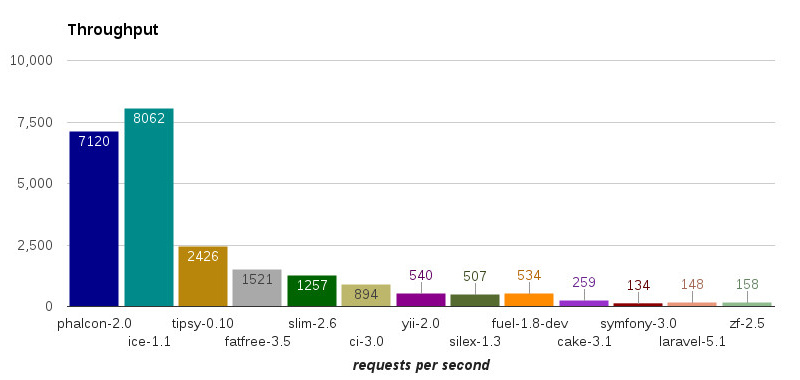 Throughput
10,000
7,500
5,000
2,500
0
7120
8062
2426
1521
1257
894
540
507
534
259
134
148
158
phalcon-2.0
ice-1.1
tipsy-0.10
fatfree-3.5
slim-2.6
ci-3.0
yii-2.0
silex-1.3
fuel-1.8-dev
cake-3.1
symfony-3.0
laravel-5.1
zf-2.5
requests per second